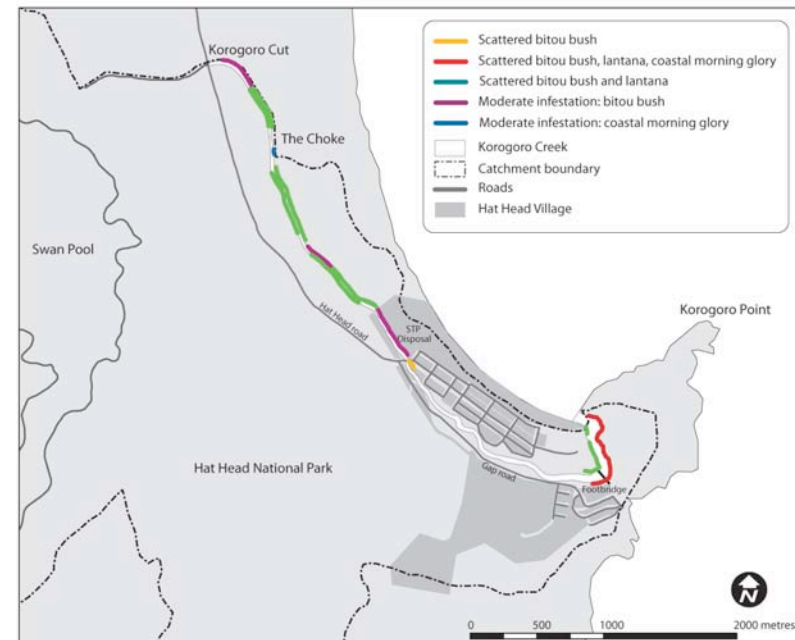 Korogoro Cut
The Choke
Swan Pool
Hat Head road
STP
Disposal
Korogoro Point
Hat Head National Park
Gap road
Footbridge
Scattered bitou bush
Scattered bitou bush, lantana, coastal morning glory
Scattered bitou bush and lantana
Moderate infestation: bitou bush
Moderate infestation: coastal morning glory
Korogoro Creek
Catchment boundary
Roads
Hat Head Village
N
0 500 1000 2000 metres